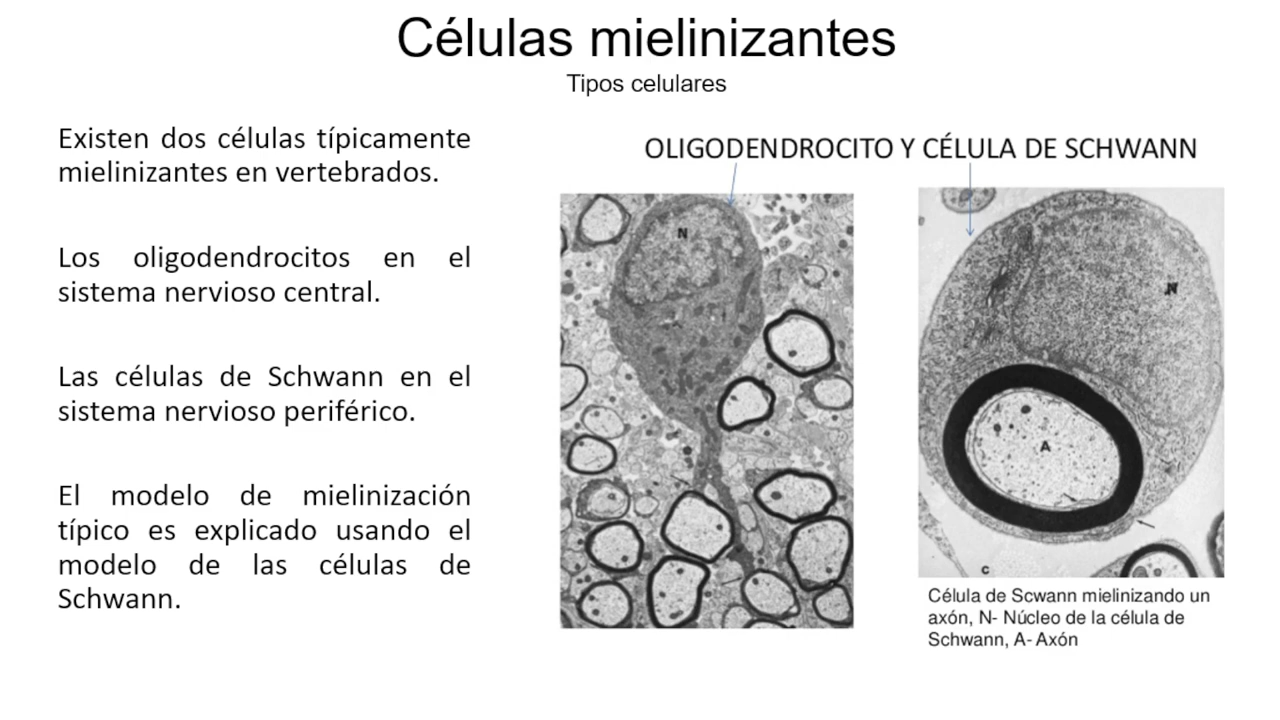 Células mielinizantes
Tipos celulares
Existen dos células típicamente
mielinizantes en vertebrados.
Los oligodendrocitos en el
sistema nervioso central.
Las células de Schwann en el
sistema nervioso periférico.
El modelo de mielinización
típico es explicado usando el
modelo de las células de
Schwann.
OLIGODENDROCITO Y CÉLULA DE SCHWANN
N
N
A
c
Célula de Scwann mielinizando un
axón, N- Núcleo de la célula de
Schwann, A- Axón